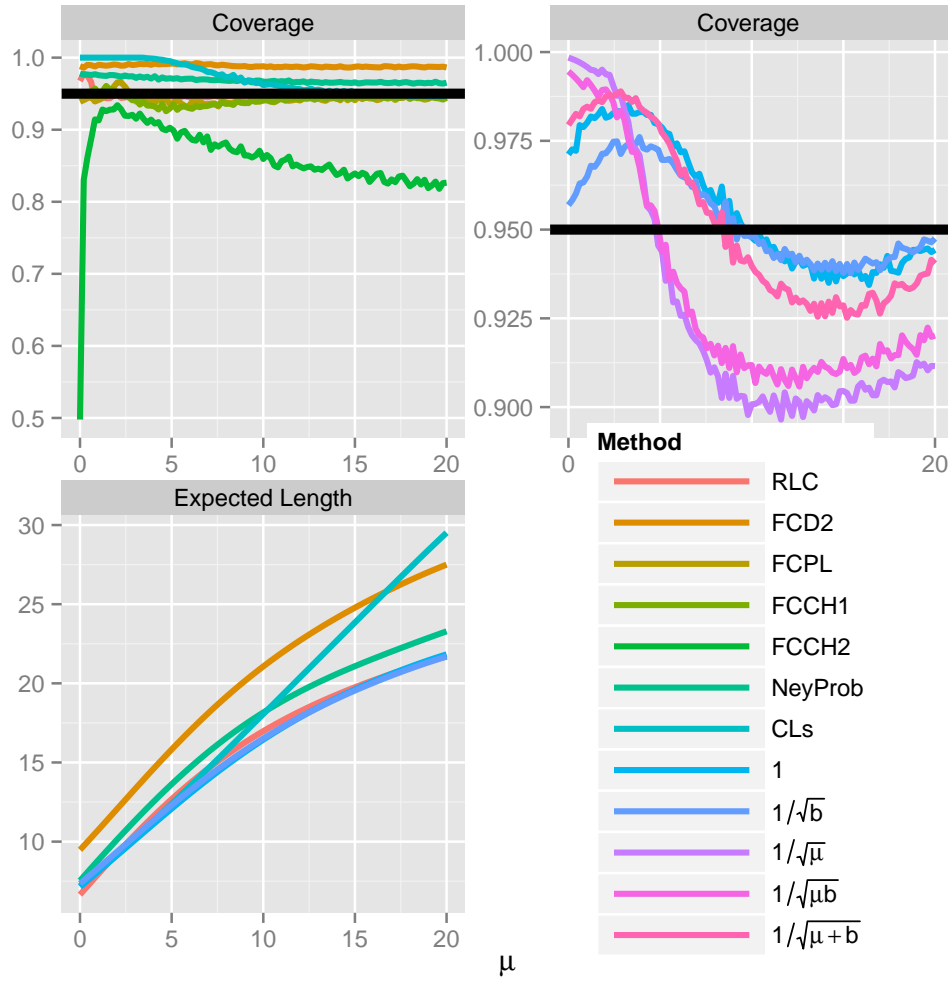 Coverage
1.0
0.9
0.8
0.7
0.6
0.5
0 5 10 15 20
Coverage
1.000
0.975
0.950
0.925
0.900
0 20
Expected Length
30
25
20
15
10
0 5 10 15 20
μ
Method
RLC
FCD2
FCPL
FCCH1
FCCH2
NeyProb
CLs
1
1/√b
1/√μ
1/√μb
1/√μ + b